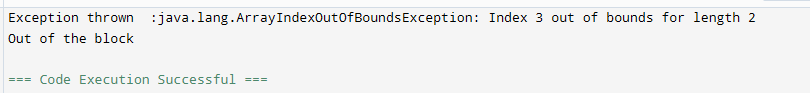 Exception thrown  :java.lang.ArrayIndexOutOfBoundsException: Index 3 out of bounds for length 2
Out of the block
=== Code Execution Successful ===